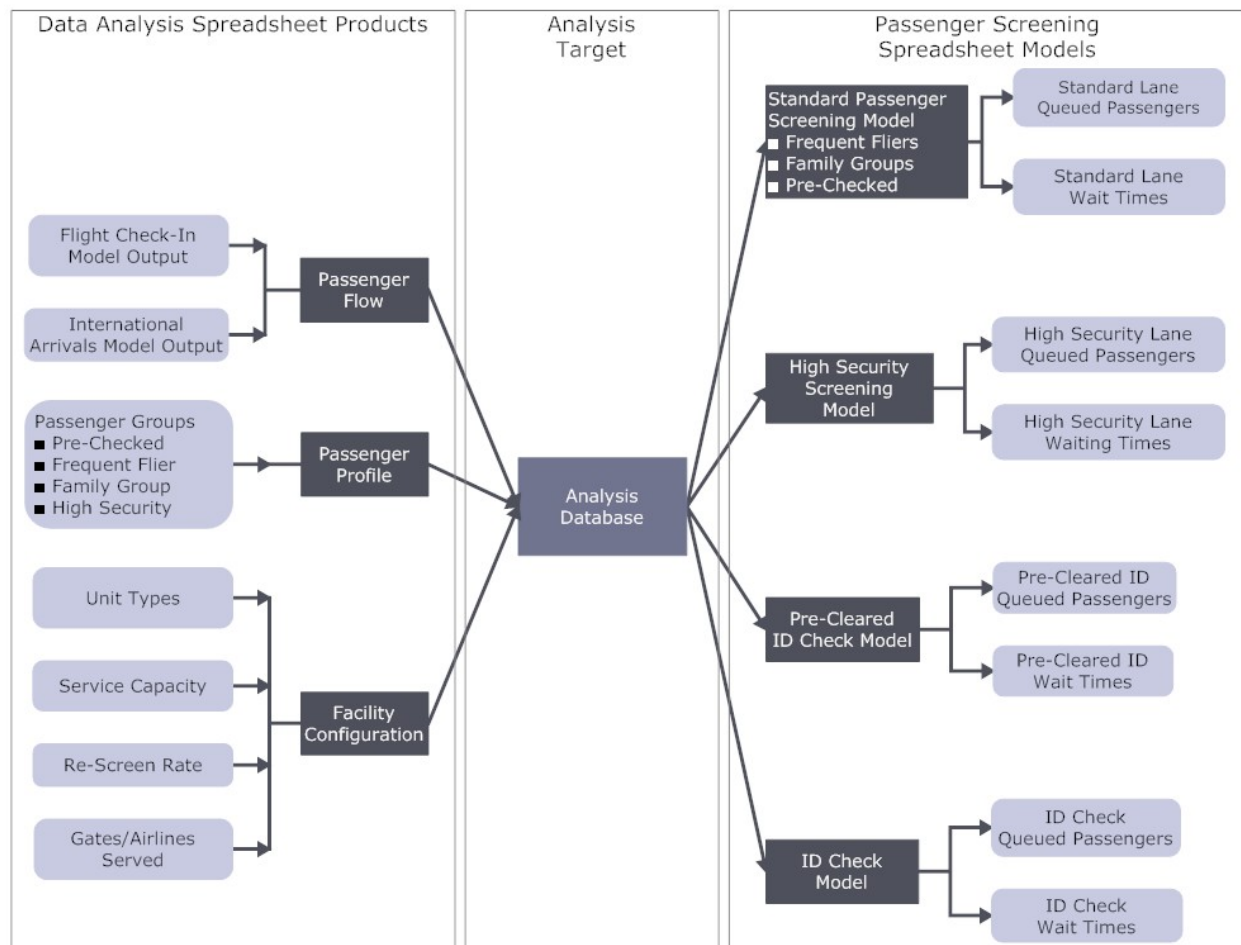 Data Analysis Spreadsheet Products
Analysis
Target
Passenger Screening
Spreadsheet Models
Flight Check-In
Model Output
International
Arrivals Model Output
Passenger
Flow
Passenger Groups
■ Pre-Checked
■ Frequent Flier
■ Family Group
■ High Security
Passenger
Profile
Unit Types
Service Capacity
Re-Screen Rate
Gates/Airlines
Served
Facility
Configuration
Analysis
Database
Standard Passenger
Screening Model
■ Frequent Fliers
■ Family Groups
■ Pre-Checked
Standard Lane
Queued Passengers
Standard Lane
Wait Times
High Security
Screening
Model
High Security Lane
Queued Passengers
High Security Lane
Waiting Times
Pre-Cleared
ID Check Model
Pre-Cleared ID
Queued Passengers
Pre-Cleared ID
Wait Times
ID Check
Model
ID Check
Queued Passengers
ID Check
Wait Times